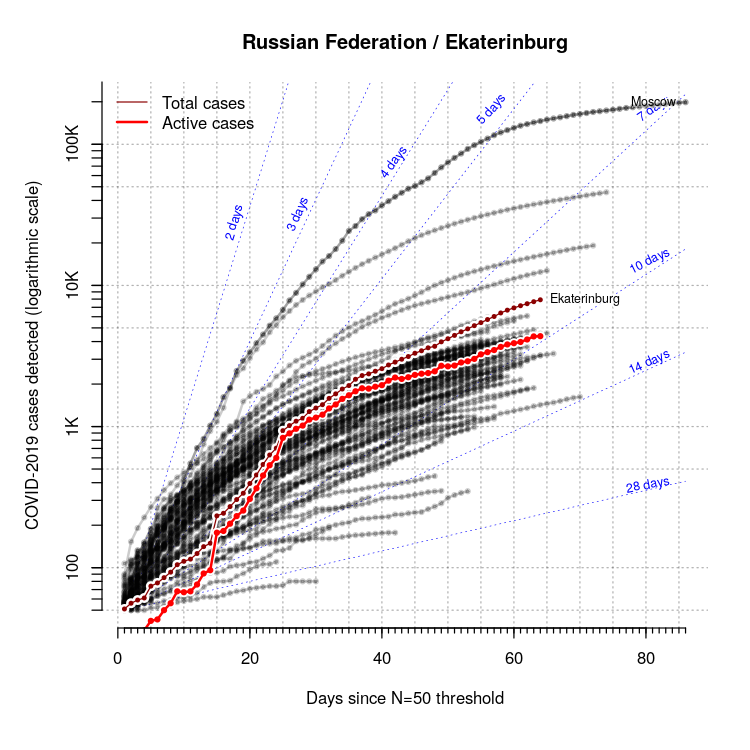 Russian Federation / Ekaterinburg
Total cases
Active cases
Moscow
2 days
3 days
4 days
5 days
7 days
10 days
14 days
28 days
Ekaterinburg
COVID-2019 cases detected (logarithmic scale)
100K
10K
1K
100
0 20 40 60 80
Days since N=50 threshold